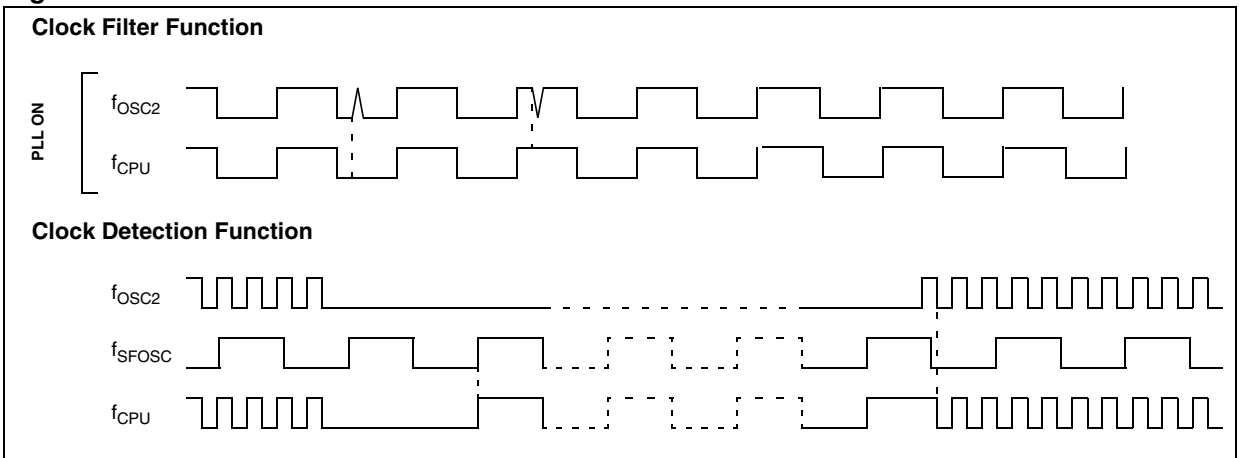 Clock Filter Function
PLL ON
fOSC2
fCPU
Clock Detection Function
fOSC2
fSFOSC
fCPU